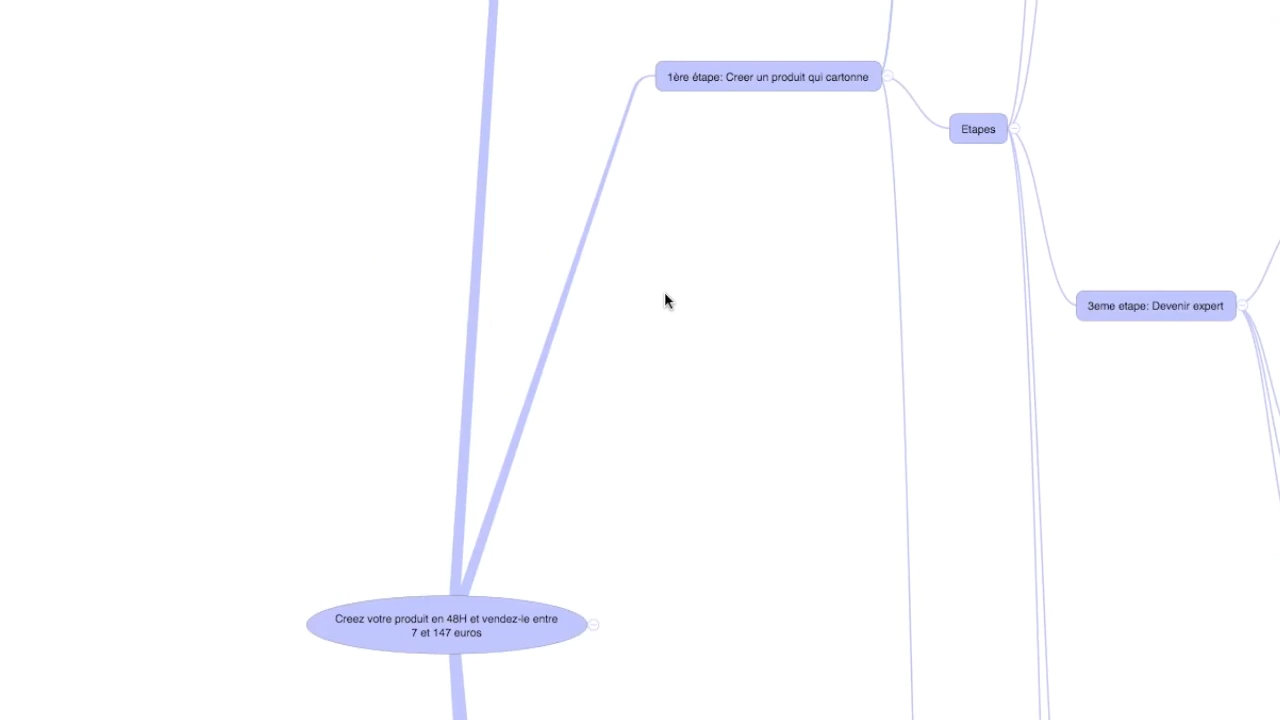 1ère étape: Creer un produit qui cartonne
Etapes
3eme etape: Devenir expert
Creez votre produit en 48H et vendez-le entre
7 et 147 euros